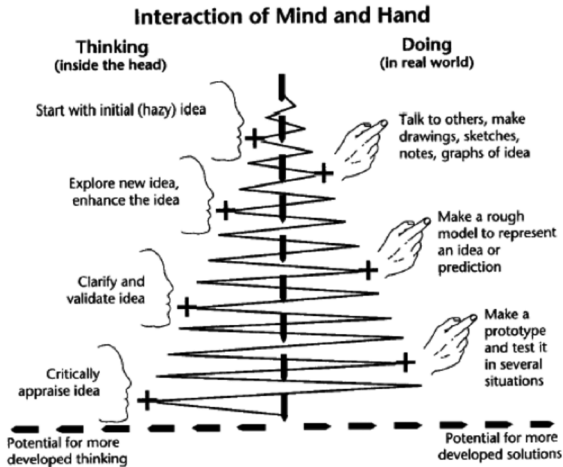 Interaction of Mind and Hand
Thinking
(inside the head)
Doing
(in real world)
Start with initial (hazy) idea
Talk to others, make
drawings, sketches,
notes, graphs of idea
Explore new idea,
enhance the idea
Make a rough
model to represent
an idea or
prediction
Clarify and
validate idea
Make a
prototype
and test it
in several
situations
Critically
appraise idea
Potential for more
developed thinking
Potential for more
developed solutions